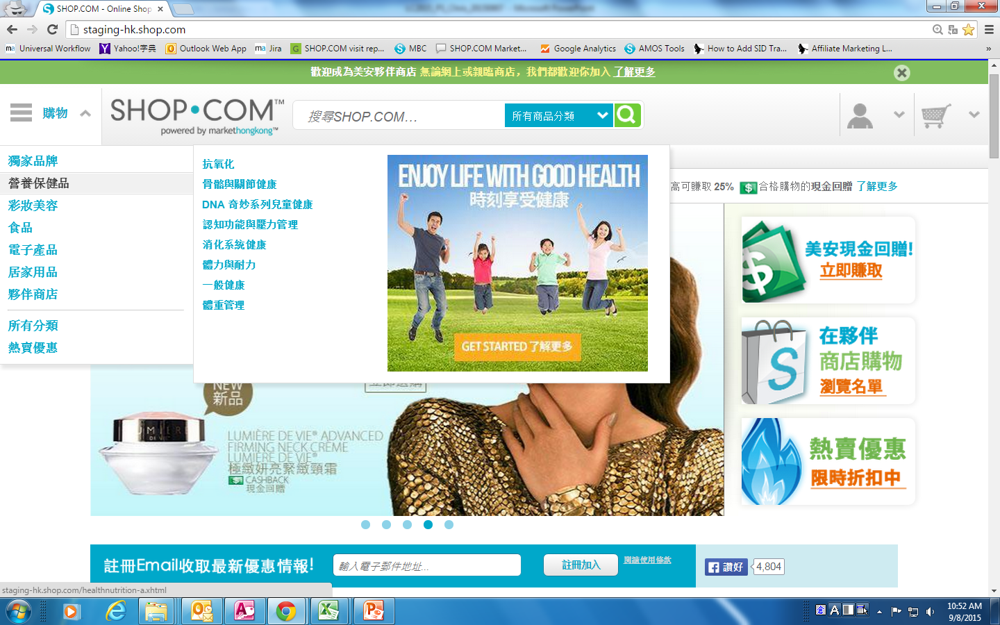 SHOP.COM - Online Shop
staging-hk.shop.com
Universal Workflow
Yahoo!字典
Outlook Web App
Jira
SHOP.COM visit rep...
MBC
SHOP.COM Market...
Google Analytics
AMOS Tools
How to Add SID Tra...
Affiliate Marketing L...
歡迎成為美安夥伴商店 無論網上或親臨商店，我們都歡迎你加入 了解更多
購物
SHOP•COM™
powered by markethongkong™
搜尋SHOP.COM...
所有商品分類
獨家品牌
營養保健品
彩妝美容
食品
電子產品
居家用品
夥伴商店
所有分類
熱賣優惠
抗氧化
骨骼與關節健康
DNA 奇妙系列兒童健康
認知功能與壓力管理
消化系統健康
體力與耐力
一般健康
體重管理
ENJOY LIFE WITH GOOD HEALTH
時刻享受健康
GET STARTED 了解更多
高可賺取 25% 合格購物的現金回贈 了解更多
美安現金回贈!
立即賺取
在夥伴
商店購物
瀏覽名單
熱賣優惠
限時折扣中
NEW
新品
LUMIERE
DE VIE
LUMIÈRE DE VIE® ADVANCED
FIRMING NECK CRÈME
LUMIÈRE DE VIE®
極緻妍亮緊緻頸霜
CASHBACK
現金回贈
註冊Email收取最新優惠情報!
輸入電子郵件地址...
註冊加入
閱讀使用條款
讚好
4,804
staging-hk.shop.com/healthnutrition-a.xhtml
10:52 AM
9/8/2015